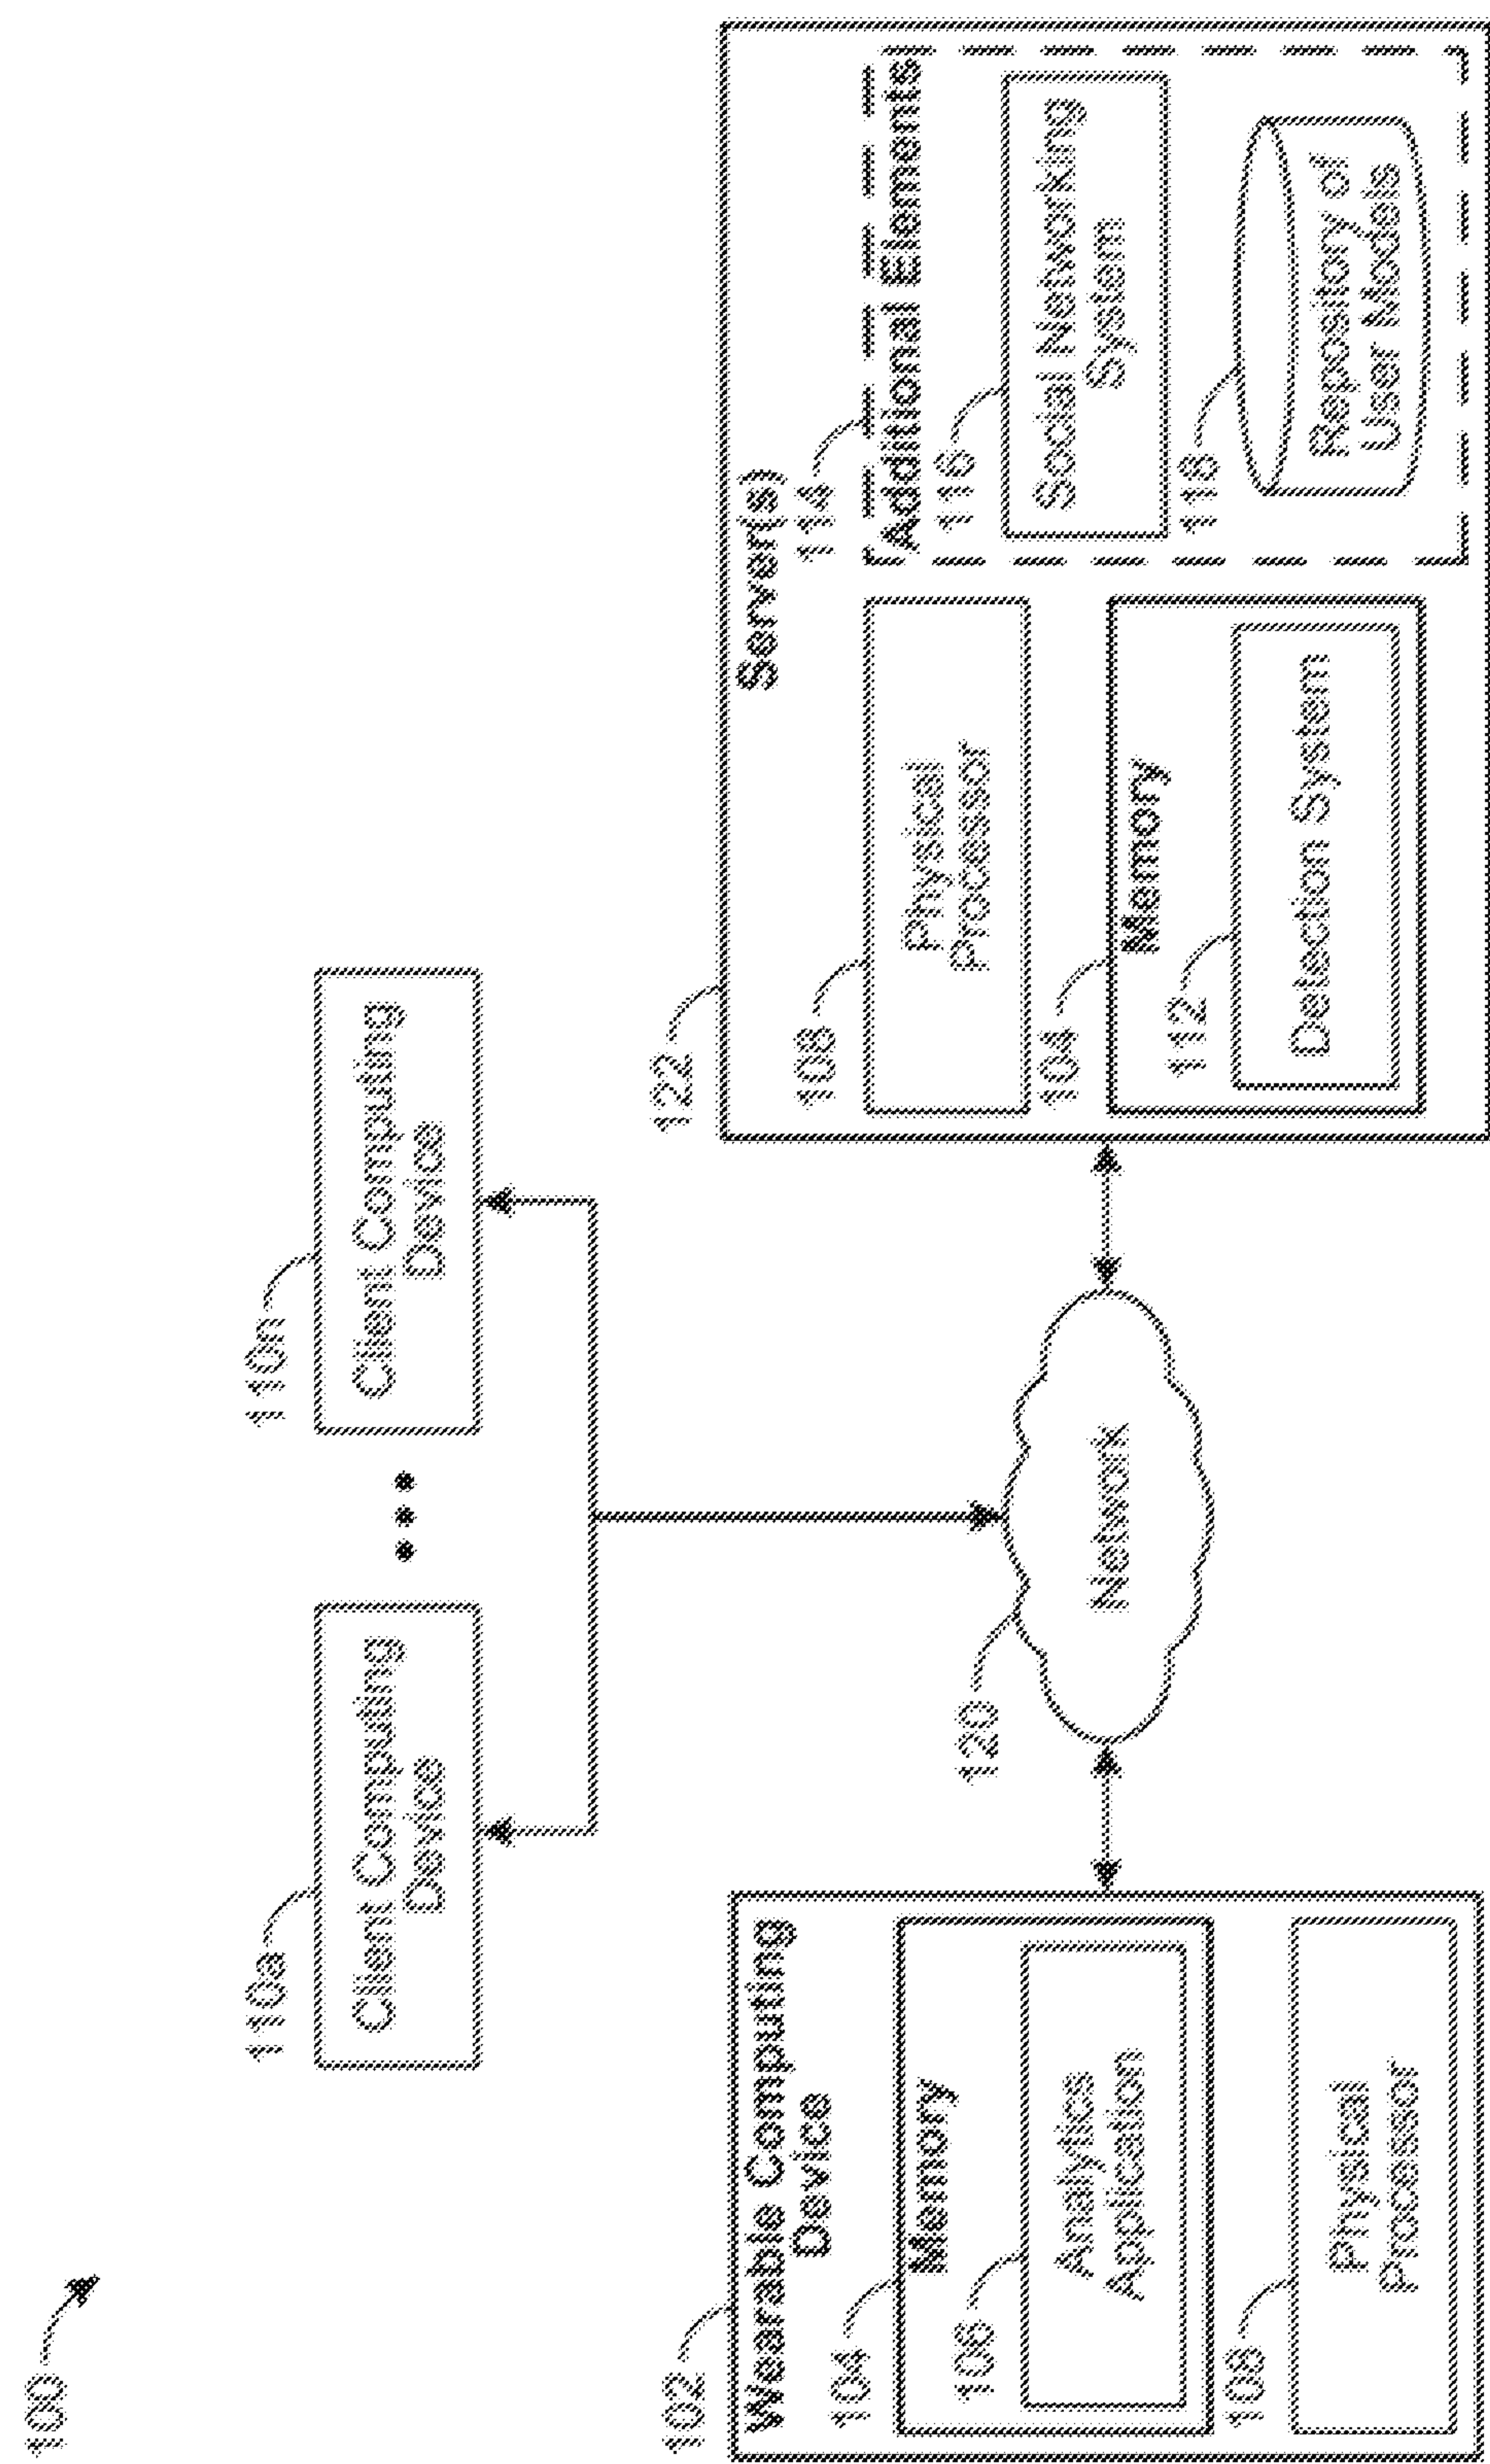 100
110a
Client Computing
Device
110n
Client Computing
Device
102
Wearable Computing
Device
104
Memory
106
Analytics
Application
108
Physical
Processor
120
Network
122
Server(s)
108
Physical
Processor
104
Memory
112
Detection System
114
Additional Elements
116
Social Networking
System
118
Repository of
User Models